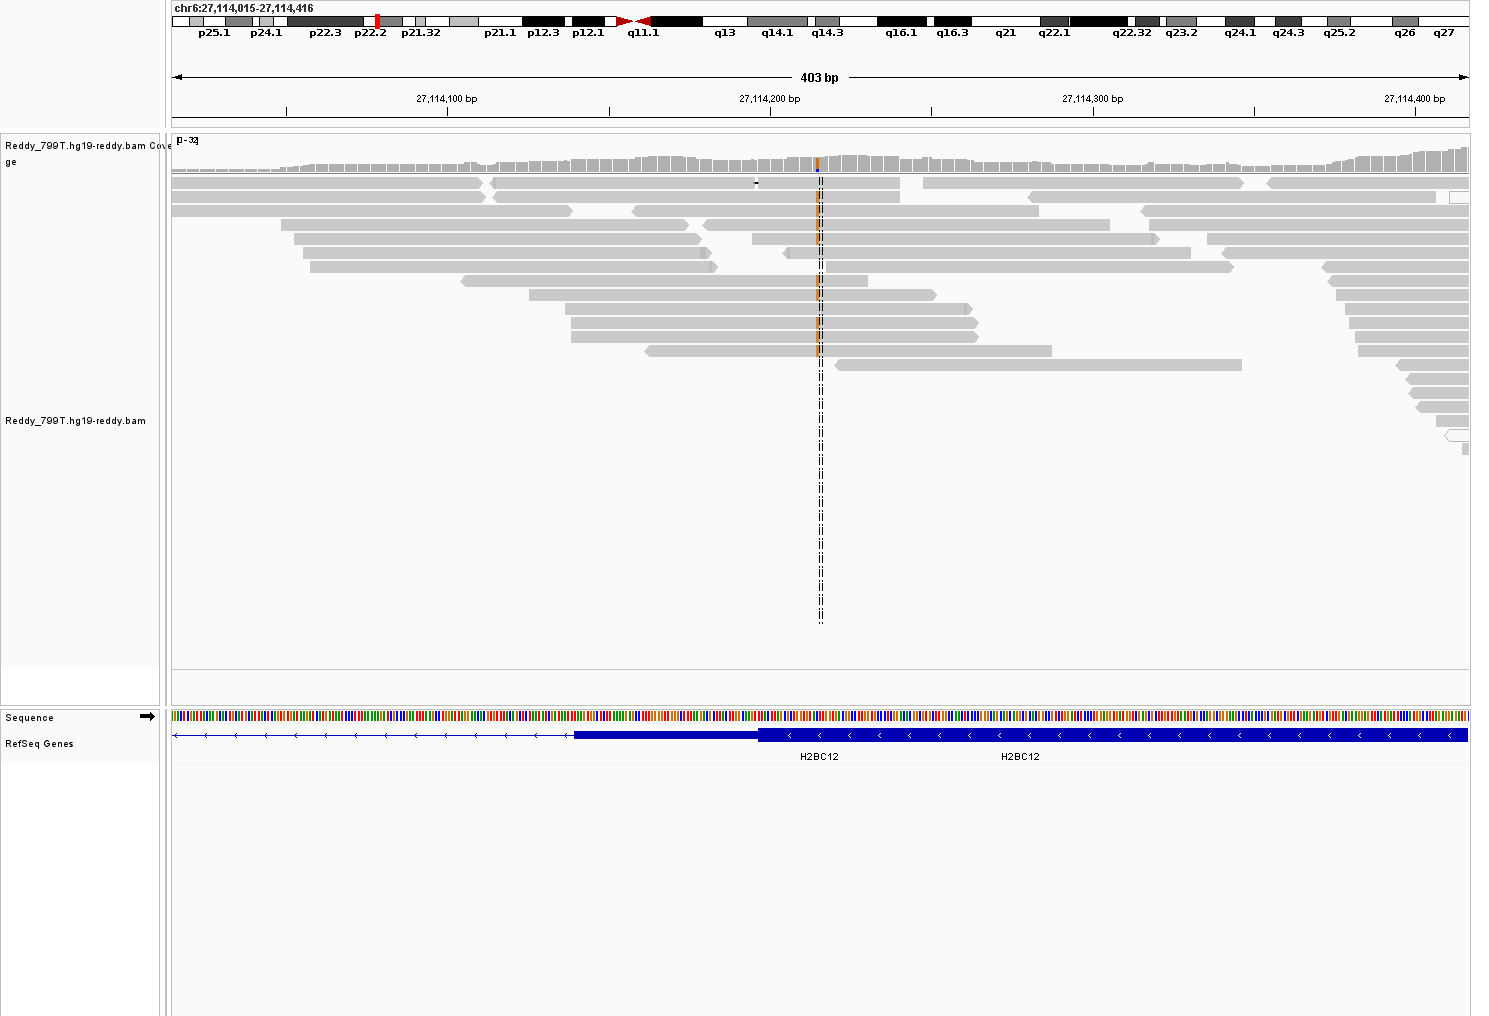 chr6:27,114,015-27,114,416
p25.1 p24.1 p22.3 p22.2 p21.32 p21.1 p12.3 p12.1 q11.1 q13 q14.1 q14.3 q16.1 q16.3 q21 q22.1 q22.32 q23.2 q24.1 q24.3 q25.2 q26 q27
403 bp
27,114,100 bp 27,114,200 bp 27,114,300 bp 27,114,400 bp
[0-32]
Reddy_799T.hg19-reddy.bam Cove
ge
Reddy_799T.hg19-reddy.bam
Sequence
RefSeq Genes
H2BC12 H2BC12